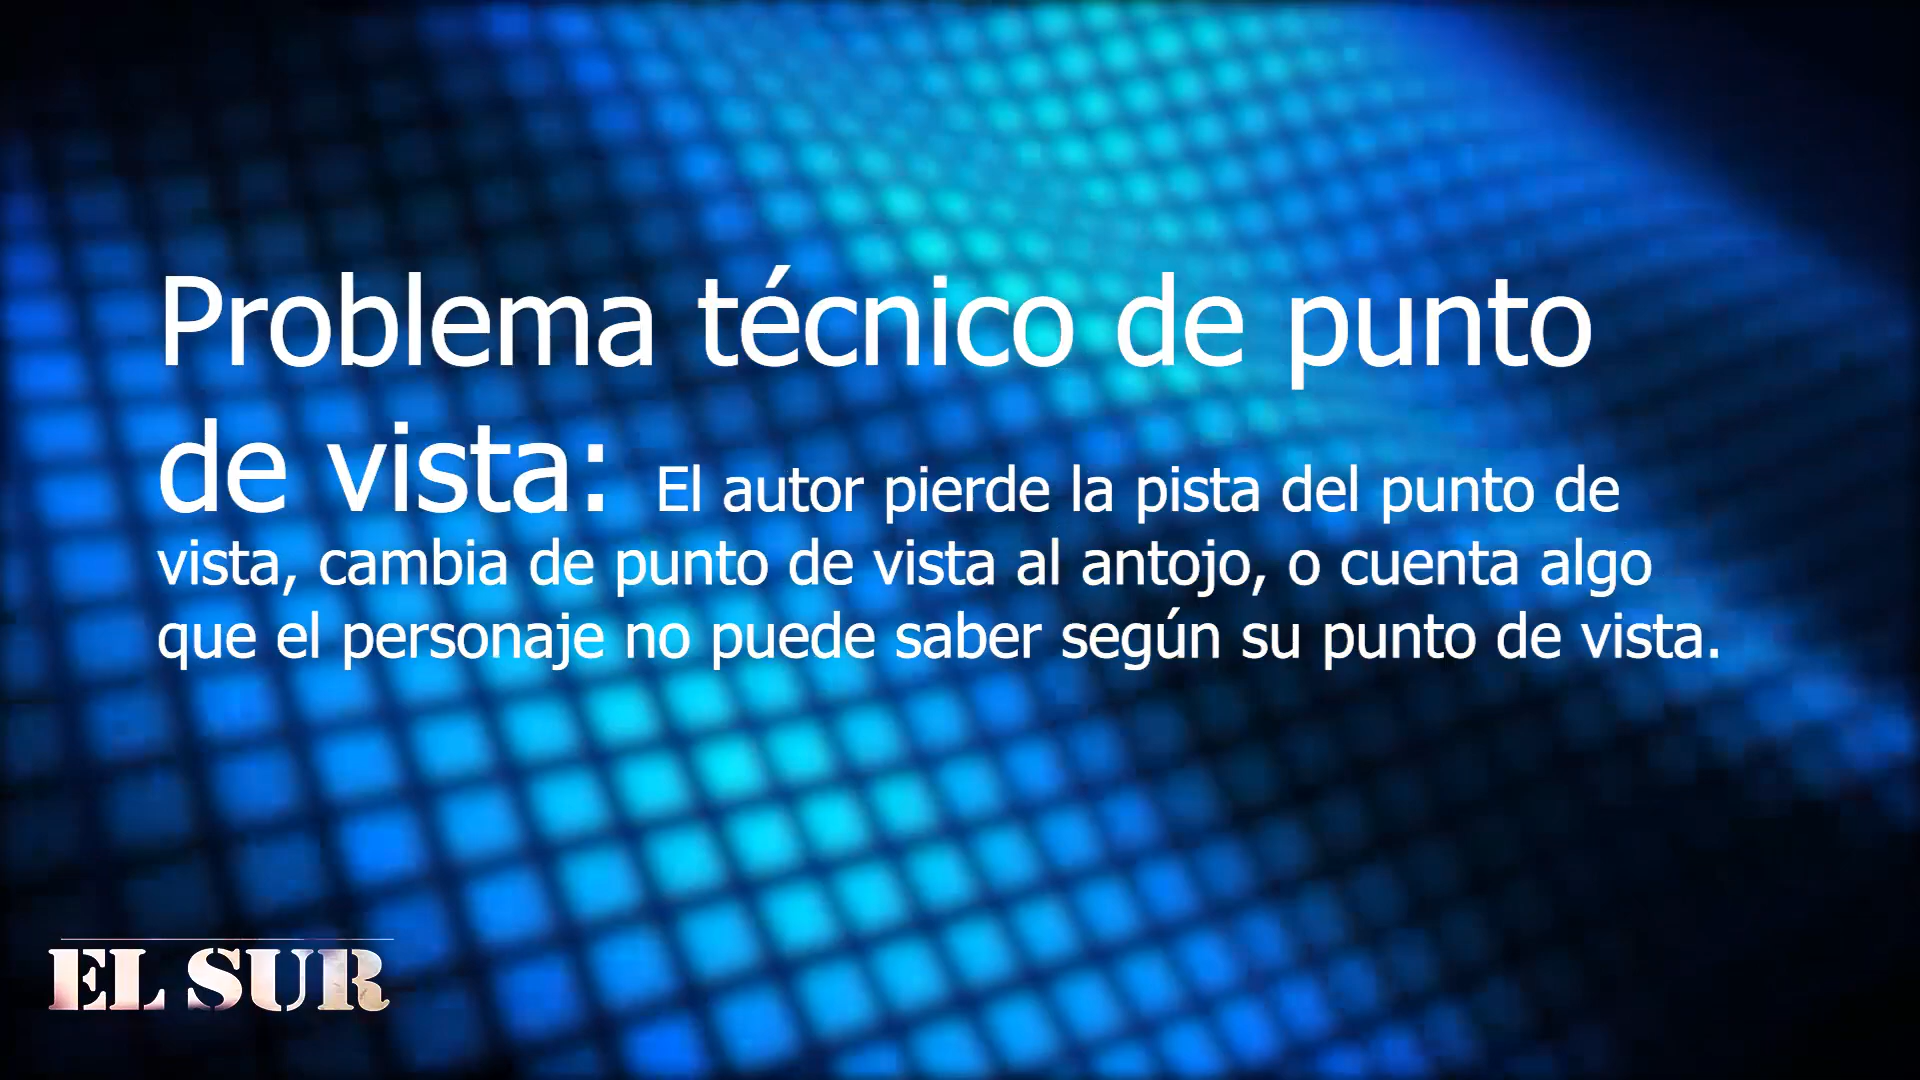 Problema técnico de punto
de vista: El autor pierde la pista del punto de
vista, cambia de punto de vista al antojo, o cuenta algo
que el personaje no puede saber según su punto de vista.
EL SUR